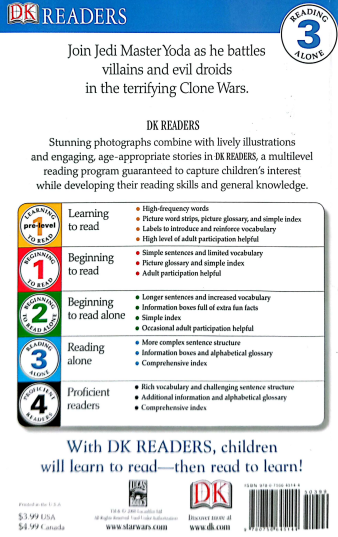 DK READERS
READING
3
ALONE
Join Jedi Master Yoda as he battles
villains and evil droids
in the terrifying Clone Wars.
DK READERS
Stunning photographs combine with lively illustrations
and engaging, age-appropriate stories in DK READERS, a multilevel
reading program guaranteed to capture children's interest
while developing their reading skills and general knowledge.
LEARNING
pre-level
1
TO READ
Learning
to read
• High-frequency words
• Picture word strips, picture glossary, and simple index
• Labels to introduce and reinforce vocabulary
• High level of adult participation helpful
BEGINNING
1
TO READ
Beginning
to read
• Simple sentences and limited vocabulary
• Picture glossary and simple index
• Adult participation helpful
BEGINNING
2
TO READ ALONE
Beginning
to read alone
• Longer sentences and increased vocabulary
• Information boxes full of extra fun facts
• Simple index
• Occasional adult participation helpful
READING
3
ALONE
Reading
alone
• More complex sentence structure
• Information boxes and alphabetical glossary
• Comprehensive index
PROFICIENT
4
READERS
Proficient
readers
• Rich vocabulary and challenging sentence structure
• Additional information and alphabetical glossary
• Comprehensive index
With DK READERS, children
will learn to read—then read to learn!
Printed in the U.S.A.
$3.99 USA
$4.99 Canada
LUCAS
BOOKS
www.starwars.com
DK
Discover more at
www.dk.com
50399